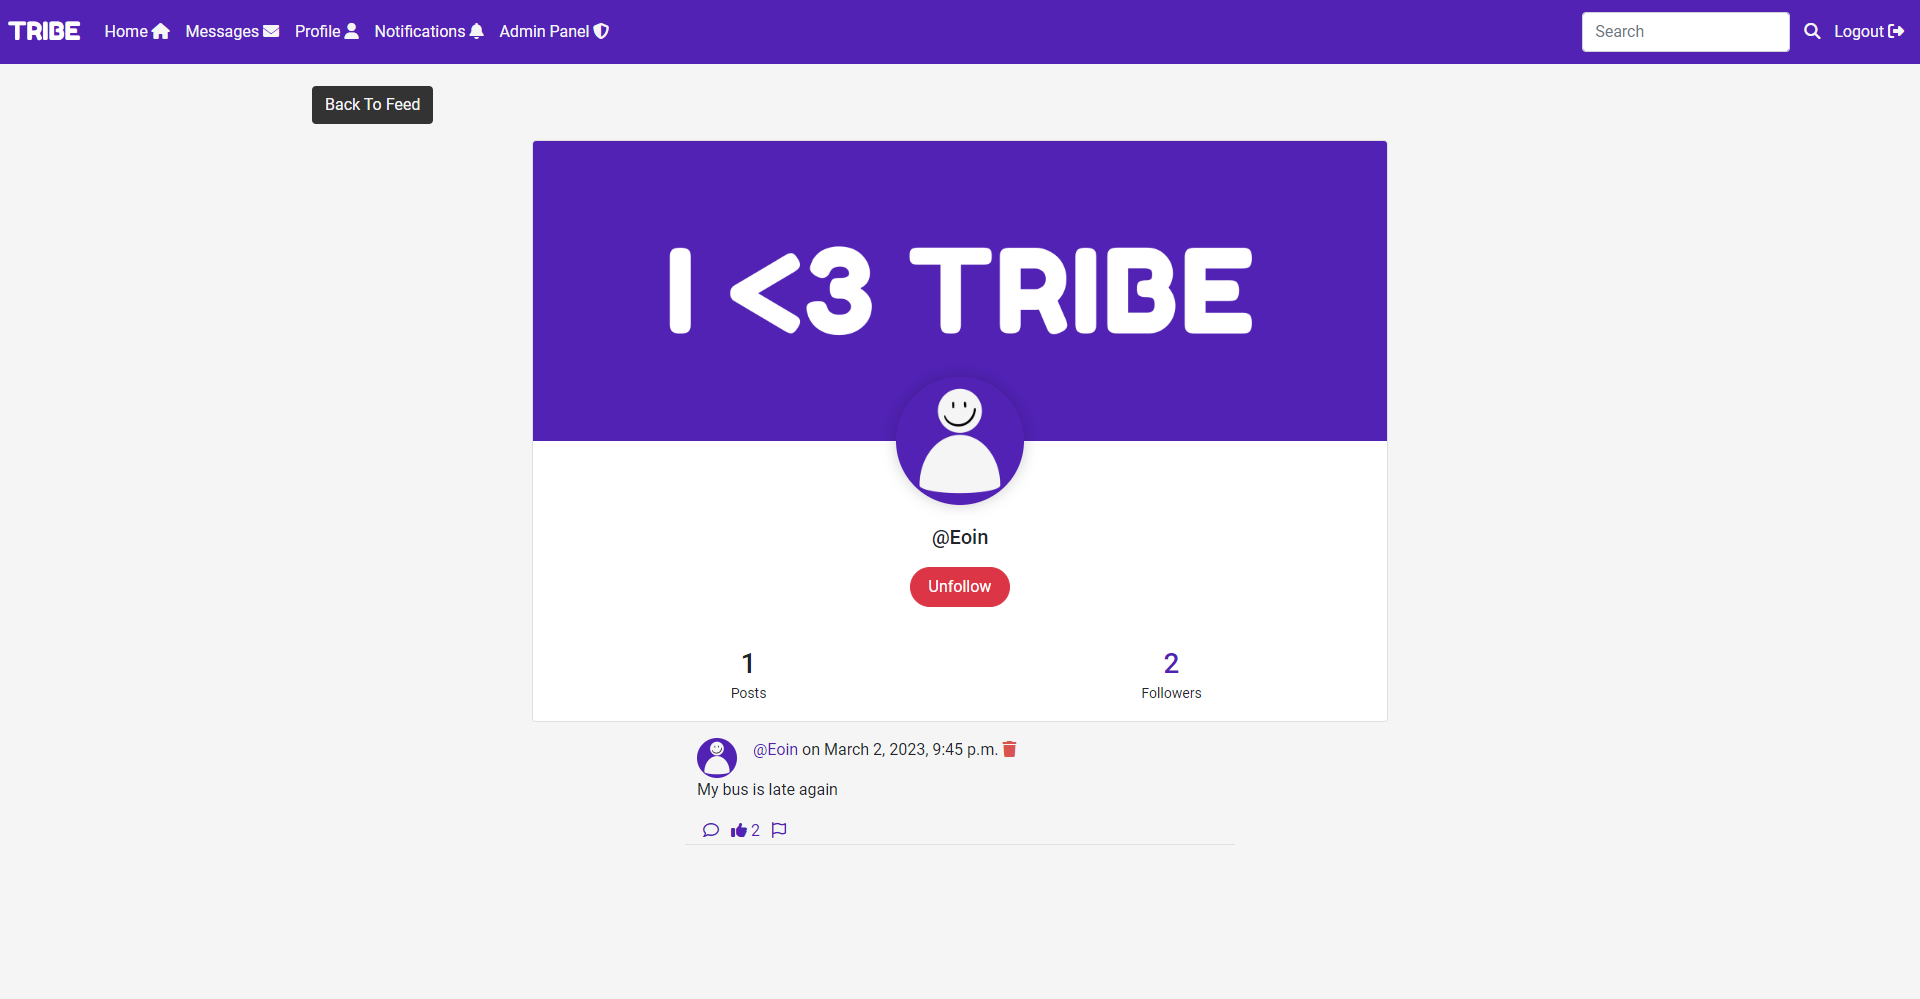 TRIBE Home Messages Profile Notifications Admin Panel Search Logout
Back To Feed
I <3 TRIBE
@Eoin
Unfollow
1 2
Posts Followers
@Eoin on March 2, 2023, 9:45 p.m.
My bus is late again
2